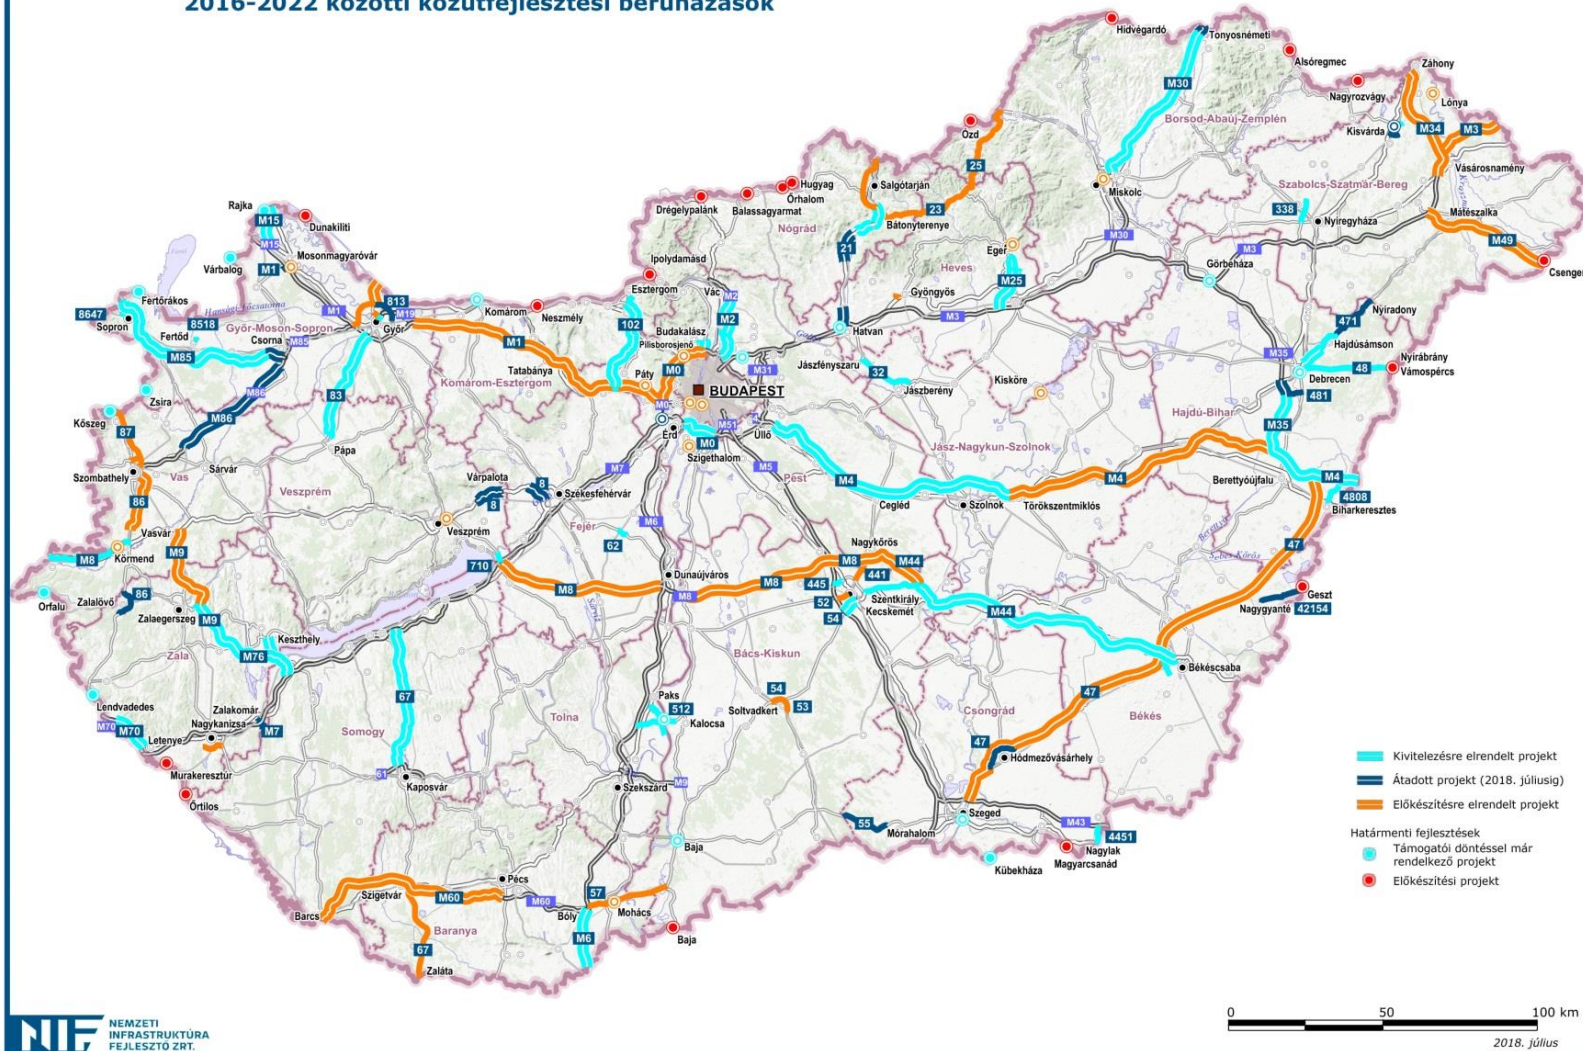 2016-2022 közötti közútfejlesztési beruházások
Hidvégardó
Tonyosnémeti
Alsóregmec
Záhony
Nagyrozvágy
Lónya
M30
Borsod-Abaúj-Zemplén
Kisvárda
M34
M3
Ózd
25
Vásárosnamény
Miskolc
Szabolcs-Szatmár-Bereg
Salgótarján
Hugyag
Őrhalom
Balassagyarmat
Drégelypalánk
23
Bátonyterenye
338
Nyíregyháza
Mátészalka
M49
Csenger
Nógrád
21
M30
M3
Rajka
M15
M15
Dunakiliti
Várbalog
M1
Mosonmagyaróvár
Eger
Heves
M25
Görbeháza
Ipolydamásd
Esztergom
Vác
M2
M2
Gyöngyös
M3
Fertőrákos
8647
Sopron
Hansági-főcsatorna
M1
813
M19
Győr
Komárom
Neszmély
102
Budakalász
Pilisborosjenő
Hatvan
471
Nyíradony
Hajdúsámson
8518
Fertőd
Győr-Moson-Sopron
Csorna
M85
M85
M1
Tatabánya
Komárom-Esztergom
Páty
M0
M31
Jászfényszaru
32
Jászberény
Kisköre
M35
Debrecen
48
Nyírábrány
Vámospércs
481
Zsira
M86
M86
83
BUDAPEST
M0
M51
Érd
M0
Üllő
Szigethalom
Hajdú-Bihar
M35
Kőszeg
87
Pápa
Jász-Nagykun-Szolnok
Szombathely
Vas
Sárvár
Veszprém
Várpalota
8
8
Székesfehérvár
M7
M5
Pest
M4
M4
M4
Berettyóújfalu
4808
Biharkeresztes
86
Cegléd
Szolnok
Törökszentmiklós
Veszprém
Fejér
M6
62
Vasvár
M8
Körmend
M9
Nagykőrös
M8
M44
441
445
47
Sebes-Körös
710
M8
Dunaújváros
M8
M8
Orfalu
Zalalövő
86
Zalaegerszeg
M9
52
54
Szentkirály
Kecskemét
M44
Geszt
Nagygyanté
42154
Keszthely
M76
Zala
Bács-Kiskun
Békéscsaba
Lendvadedes
M70
M70
Letenye
Zalakomár
Nagykanizsa
M7
67
Somogy
Tolna
Paks
512
Kalocsa
54
Soltvadkert
53
Csongrád
47
Békés
47
Hódmezővásárhely
Murakeresztúr
Őrtilos
61
Kaposvár
Szekszárd
M9
55
Mórahalom
Szeged
M43
4451
Nagylak
Magyarcsanád
Kübekháza
Baja
Pécs
Szigetvár
M60
M60
57
Bóly
Mohács
Barcs
Baranya
67
Zaláta
M6
Baja
Kivitelezésre elrendelt projekt
Átadott projekt (2018. júliusig)
Előkészítésre elrendelt projekt
Határmenti fejlesztések
Támogatói döntéssel már
rendelkező projekt
Előkészítési projekt
NIF
NEMZETI
INFRASTRUKTÚRA
FEJLESZTŐ ZRT.
0 50 100 km
2018. július